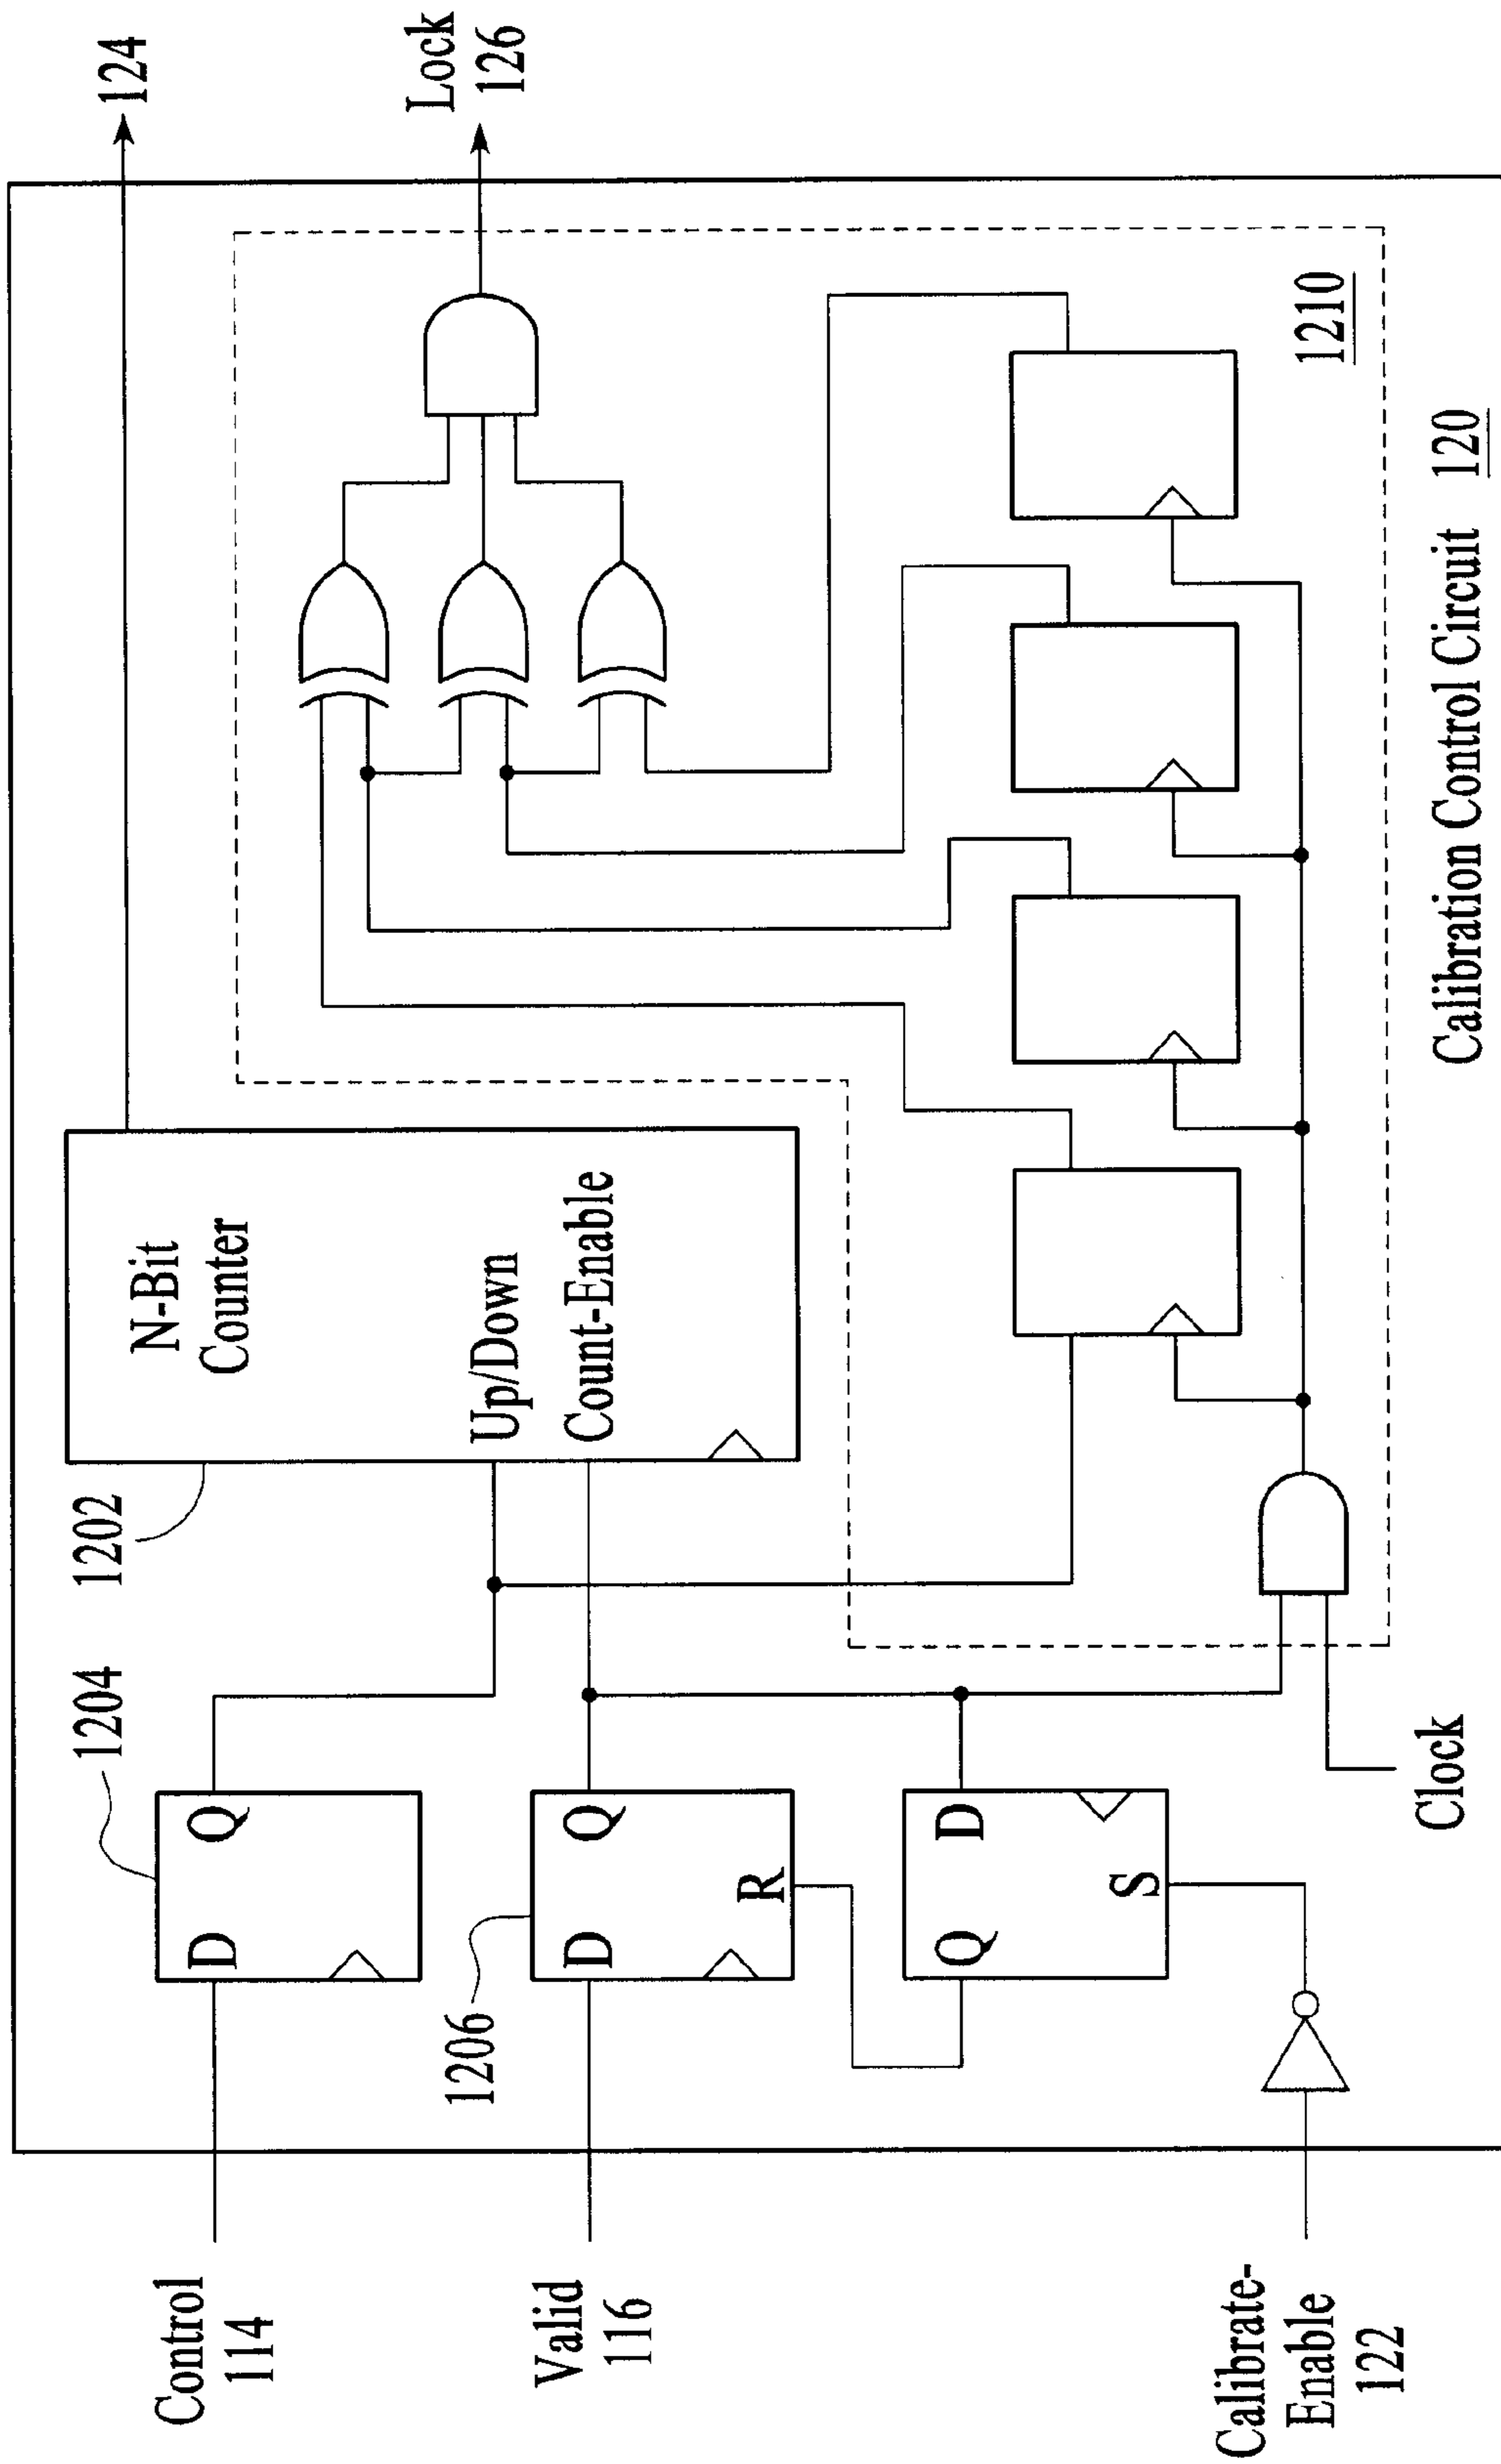 124
Lock
126
N-Bit
Counter
Up/Down
Count-Enable
1202
1204
D
Q
1206
D
Q
R
Q
D
S
Control
114
Valid
116
Calibrate-
Enable
122
Clock
1210
Calibration Control Circuit 120